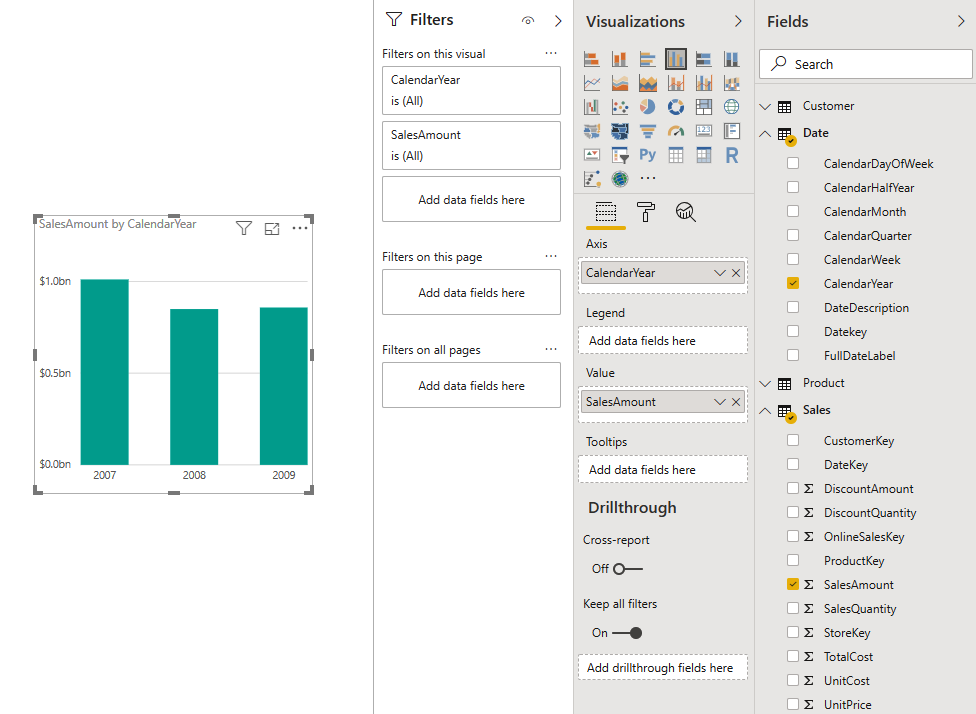 SalesAmount by CalendarYear
$1.0bn
$0.5bn
$0.0bn
2007 2008 2009
Filters
Filters on this visual
CalendarYear
is (All)
SalesAmount
is (All)
Add data fields here
Filters on this page
Add data fields here
Filters on all pages
Add data fields here
Visualizations
123
Py
R
Axis
CalendarYear
Legend
Add data fields here
Value
SalesAmount
Tooltips
Add data fields here
Drillthrough
Cross-report
Off
Keep all filters
On
Add drillthrough fields here
Fields
Search
Customer
Date
CalendarDayOfWeek
CalendarHalfYear
CalendarMonth
CalendarQuarter
CalendarWeek
CalendarYear
DateDescription
Datekey
FullDateLabel
Product
Sales
CustomerKey
DateKey
Σ DiscountAmount
Σ DiscountQuantity
Σ OnlineSalesKey
ProductKey
Σ SalesAmount
Σ SalesQuantity
Σ StoreKey
Σ TotalCost
Σ UnitCost
Σ UnitPrice